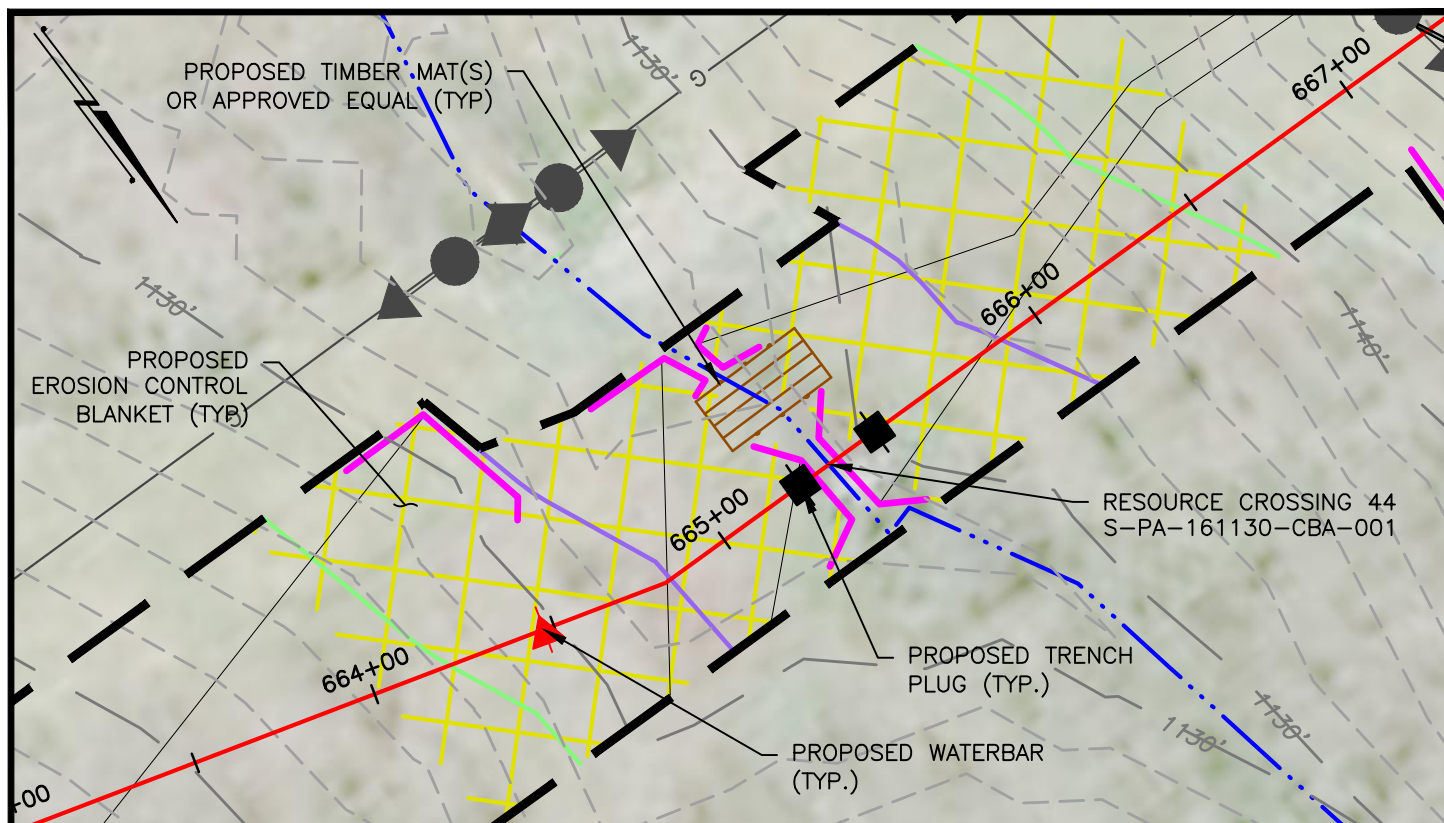 1130'
G
667+00
PROPOSED TIMBER MAT(S)
OR APPROVED EQUAL (TYP)
1130'
666+00
1140'
PROPOSED
EROSION CONTROL
BLANKET (TYP.)
G
665+00
RESOURCE CROSSING 44
S-PA-161130-CBA-001
664+00
PROPOSED TRENCH
PLUG (TYP.)
1130'
1130'
PROPOSED WATERBAR
(TYP.)
+00